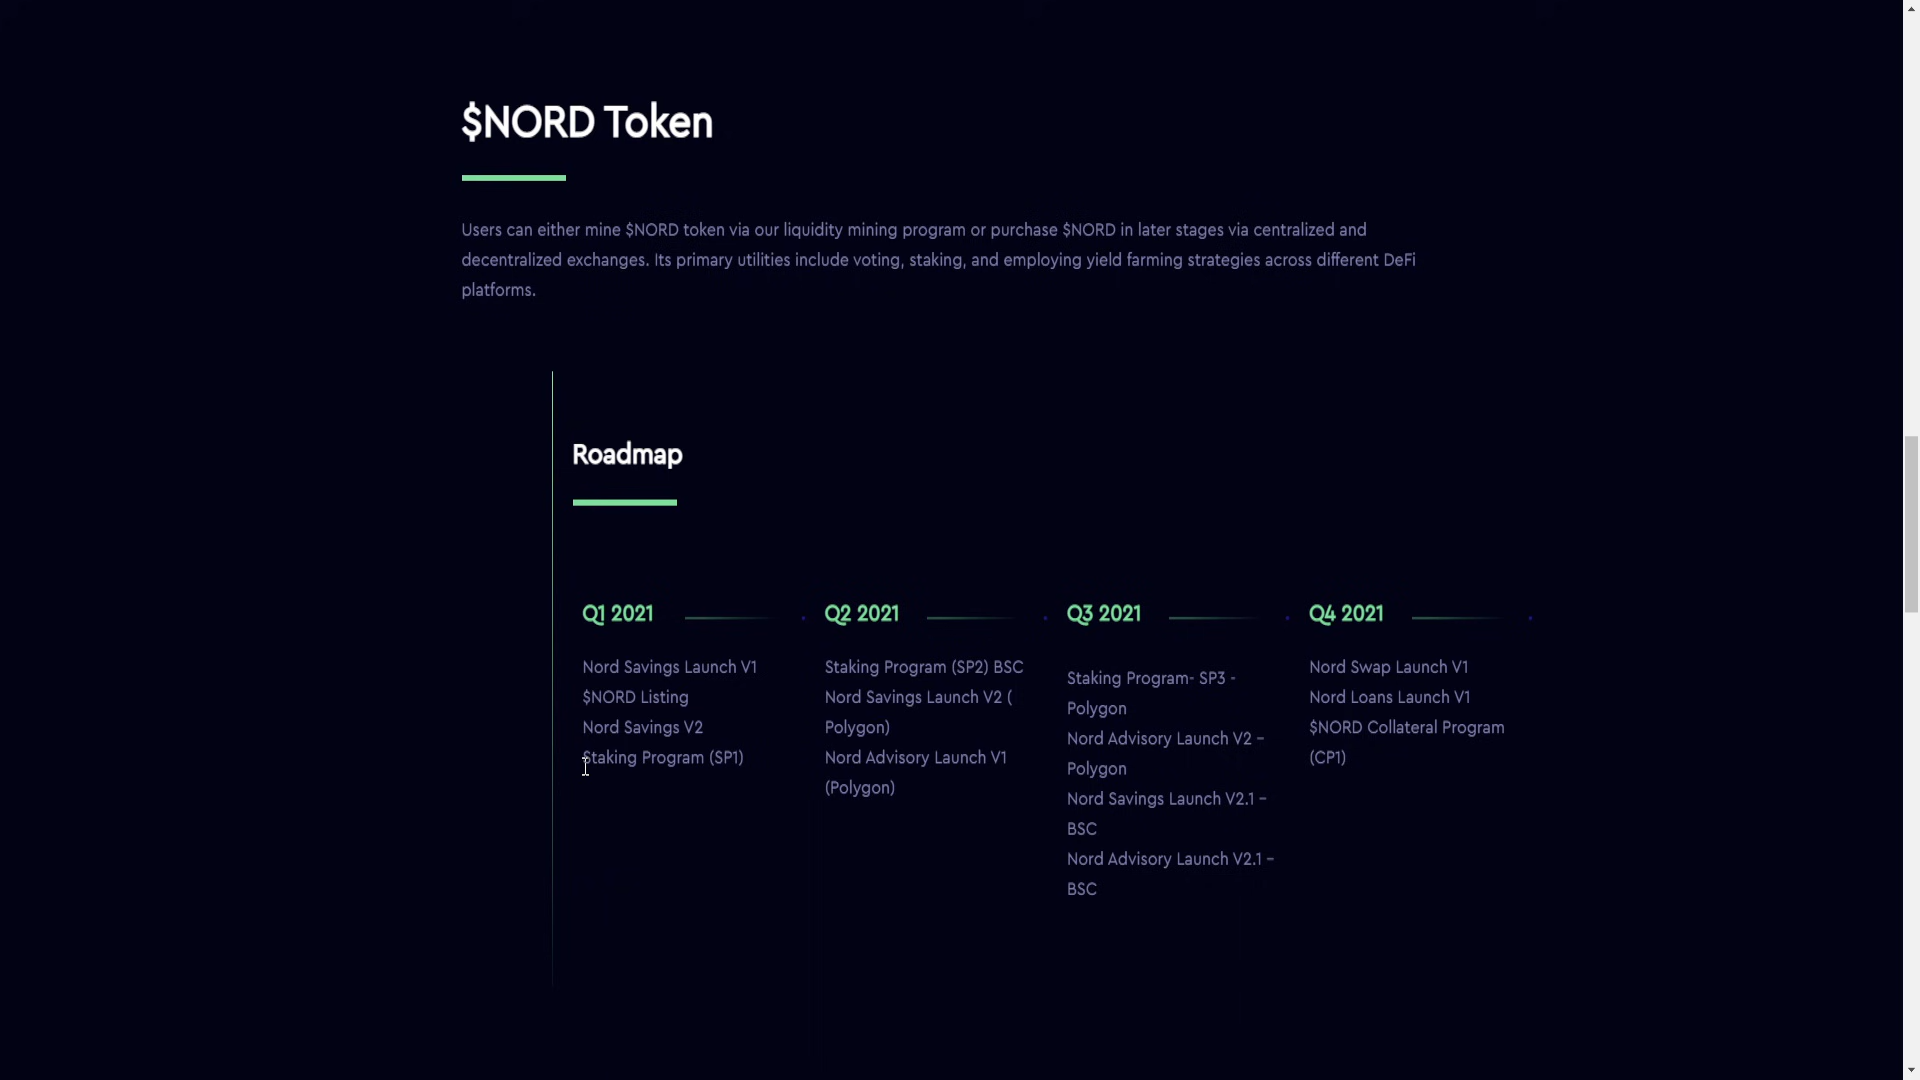 $NORD Token
Users can either mine $NORD token via our liquidity mining program or purchase $NORD in later stages via centralized and
decentralized exchanges. Its primary utilities include voting, staking, and employing yield farming strategies across different DeFi
platforms.
Roadmap
Q1 2021
Nord Savings Launch V1
$NORD Listing
Nord Savings V2
Staking Program (SP1)
Q2 2021
Staking Program (SP2) BSC
Nord Savings Launch V2 (
Polygon)
Nord Advisory Launch V1
(Polygon)
Q3 2021
Staking Program- SP3 -
Polygon
Nord Advisory Launch V2 –
Polygon
Nord Savings Launch V2.1 –
BSC
Nord Advisory Launch V2.1 –
BSC
Q4 2021
Nord Swap Launch V1
Nord Loans Launch V1
$NORD Collateral Program
(CP1)